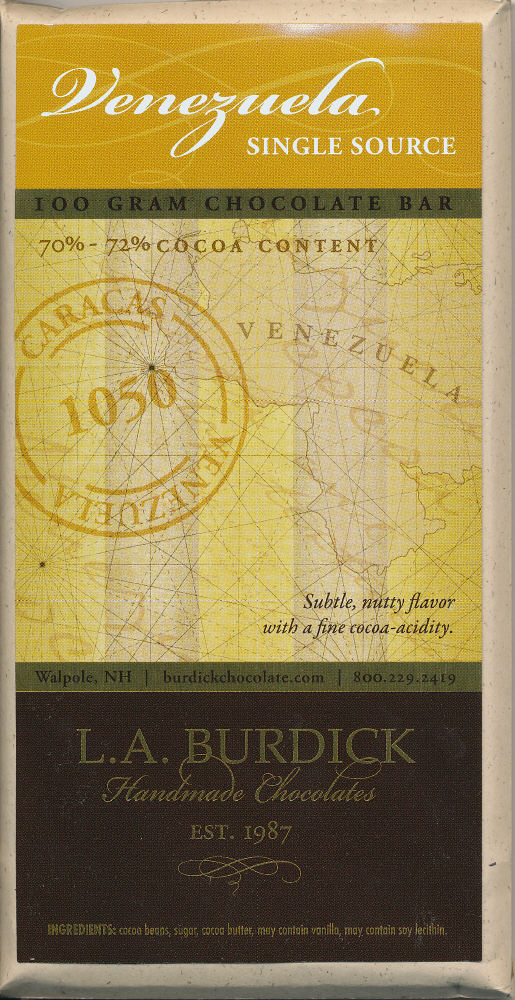 Venezuela
SINGLE SOURCE
100 GRAM CHOCOLATE BAR
70% - 72% COCOA CONTENT
CARACAS
1050
VENEZUELA
VENEZUELA
Subtle, nutty flavor
with a fine cocoa-acidity.
Walpole, NH | burdickchocolate.com | 800.229.2419
L.A. BURDICK
Handmade Chocolates
EST. 1987
INGREDIENTS: cocoa beans, sugar, cocoa butter, may contain vanilla, may contain soy lecithin.